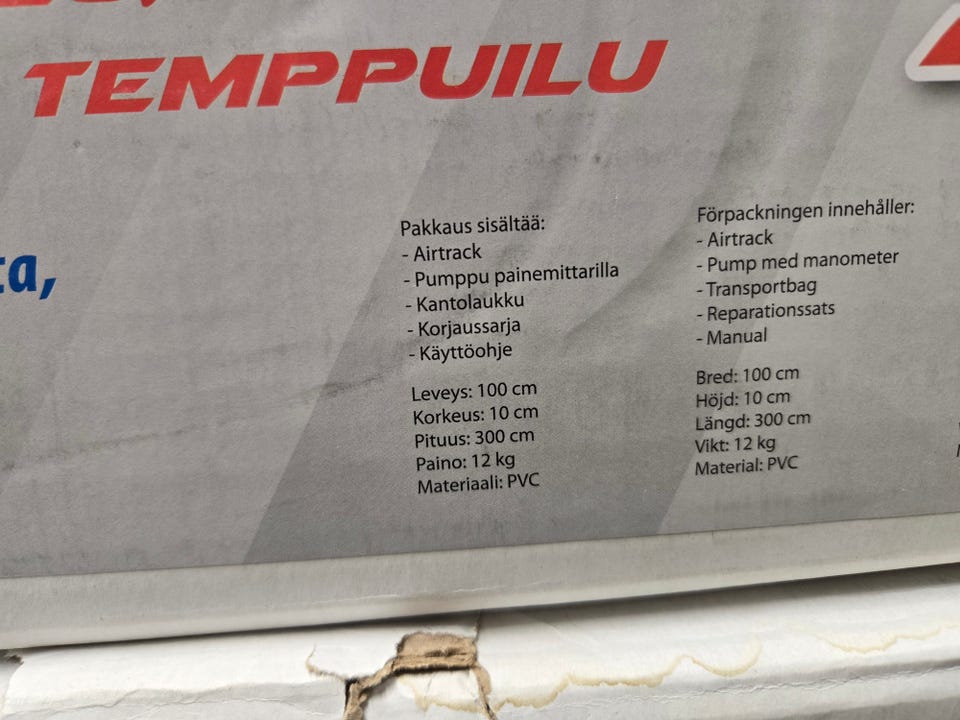 TEMPPUILU
ta,
Pakkaus sisältää:
- Airtrack
- Pumppu painemittarilla
- Kantolaukku
- Korjaussarja
- Käyttöohje
Leveys: 100 cm
Korkeus: 10 cm
Pituus: 300 cm
Paino: 12 kg
Materiaali: PVC
Förpackningen innehåller:
- Airtrack
- Pump med manometer
- Transportbag
- Reparationssats
- Manual
Bred: 100 cm
Höjd: 10 cm
Längd: 300 cm
Vikt: 12 kg
Material: PVC